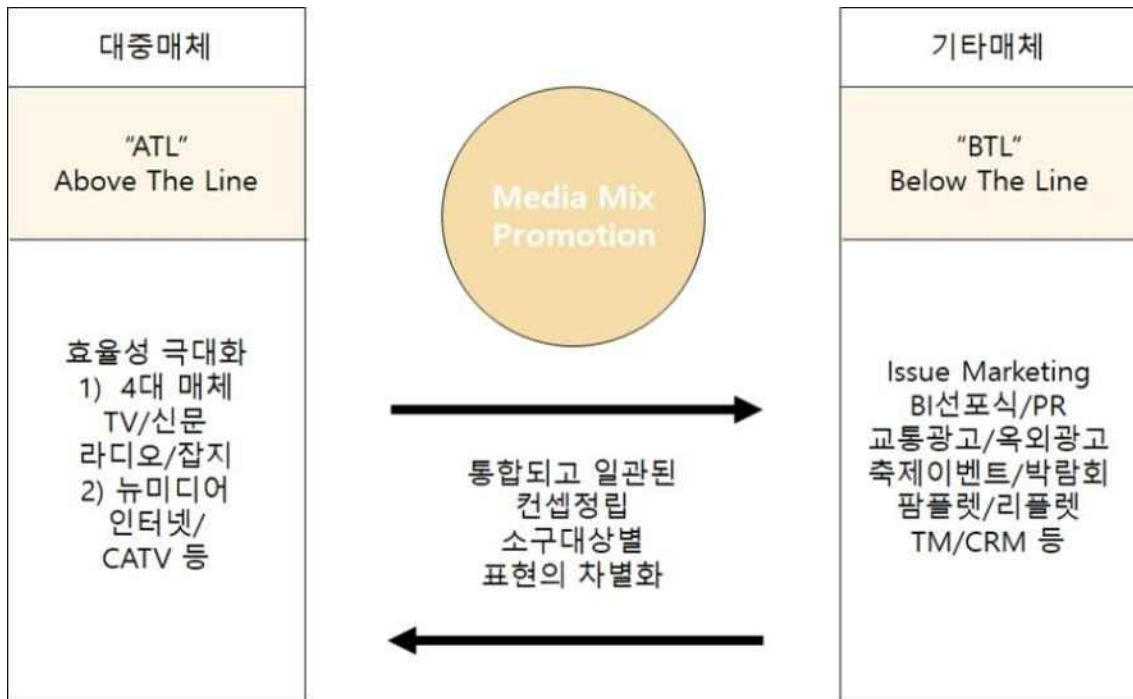 대중매체
"ATL"
Above The Line
효율성 극대화
1) 4대 매체
TV/신문
라디오/잡지
2) 뉴미디어
인터넷/
CATV 등
Media Mix
Promotion
통합되고 일관된
컨셉정립
소구대상별
표현의 차별화
기타매체
"BTL"
Below The Line
Issue Marketing
BI선포식/PR
교통광고/옥외광고
축제이벤트/박람회
팜플렛/리플렛
TM/CRM 등